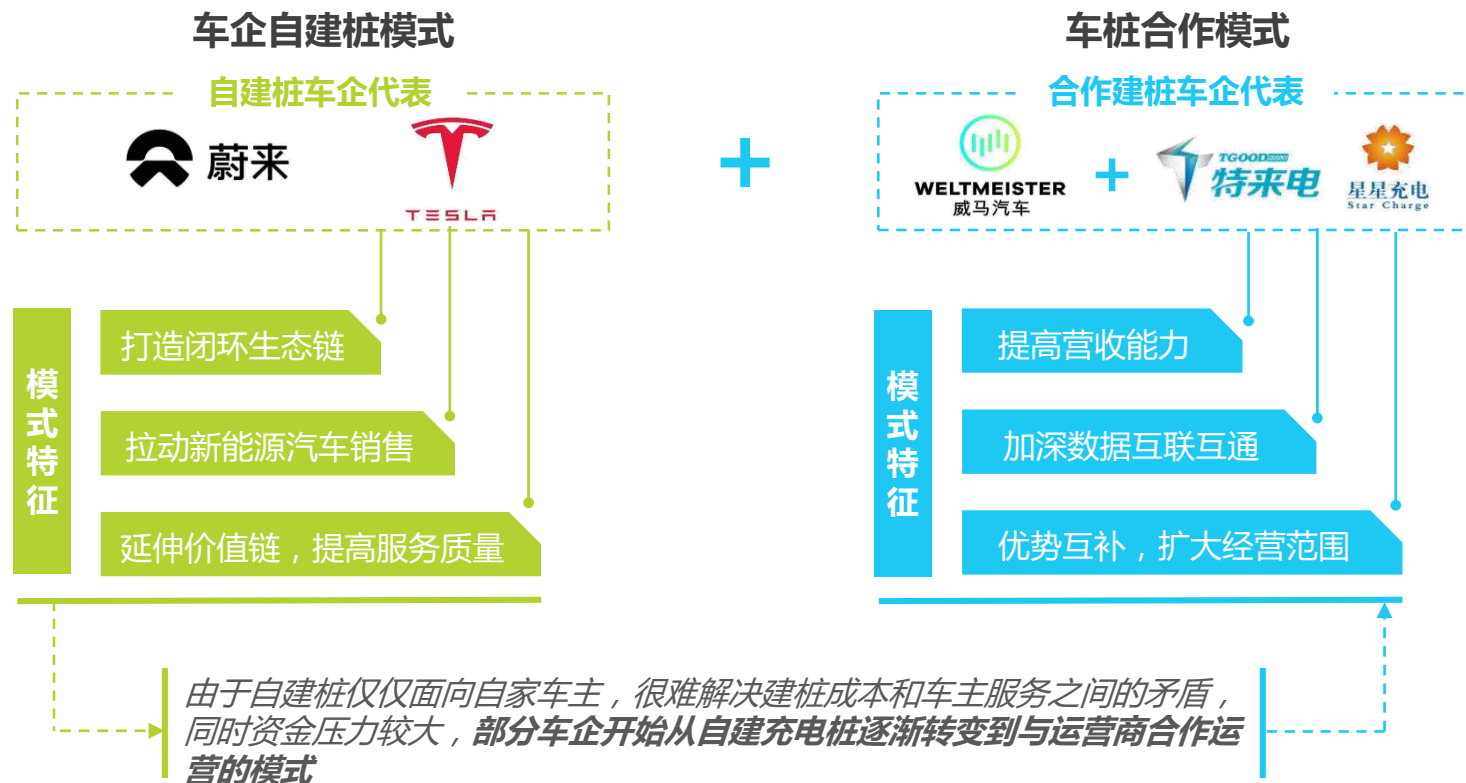 车企自建桩模式
自建桩车企代表
蔚来
TESLA
模式特征
打造闭环生态链
拉动新能源汽车销售
延伸价值链，提高服务质量
+
车桩合作模式
合作建桩车企代表
WELTMEISTER
威马汽车
+
TGOOD
特来电
星星充电
Star Charge
模式特征
提高营收能力
加深数据互联互通
优势互补，扩大经营范围
由于自建桩仅仅面向自家车主，很难解决建桩成本和车主服务之间的矛盾，
同时资金压力较大，部分车企开始从自建充电桩逐渐转变到与运营商合作运
营的模式